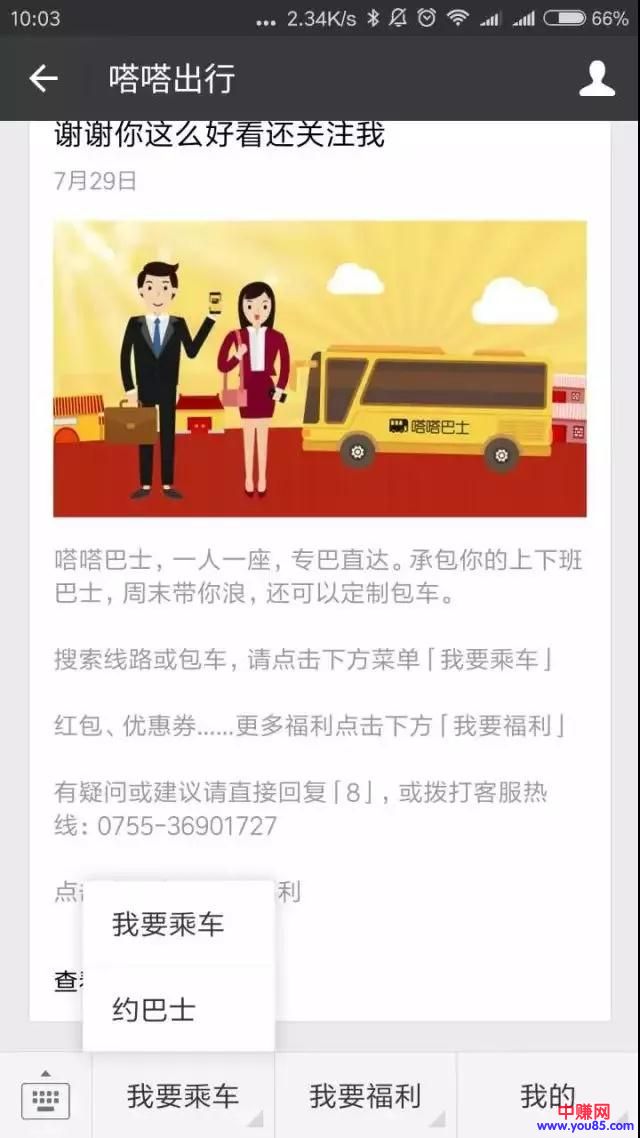 10:03
... 2.34K/s 66%
嗒嗒出行
谢谢你这么好看还关注我
7月29日
嗒嗒巴士
嗒嗒巴士，一人一座，专巴直达。承包你的上下班
巴士，周末带你浪，还可以定制包车。
搜索线路或包车，请点击下方菜单「我要乘车」
红包、优惠券……更多福利点击下方「我要福利」
有疑问或建议请直接回复「8」，或拨打客服热
线：0755-36901727
点
利
我要乘车
查
约巴士
我要乘车
我要福利
我的
中赚网
www.you85.com